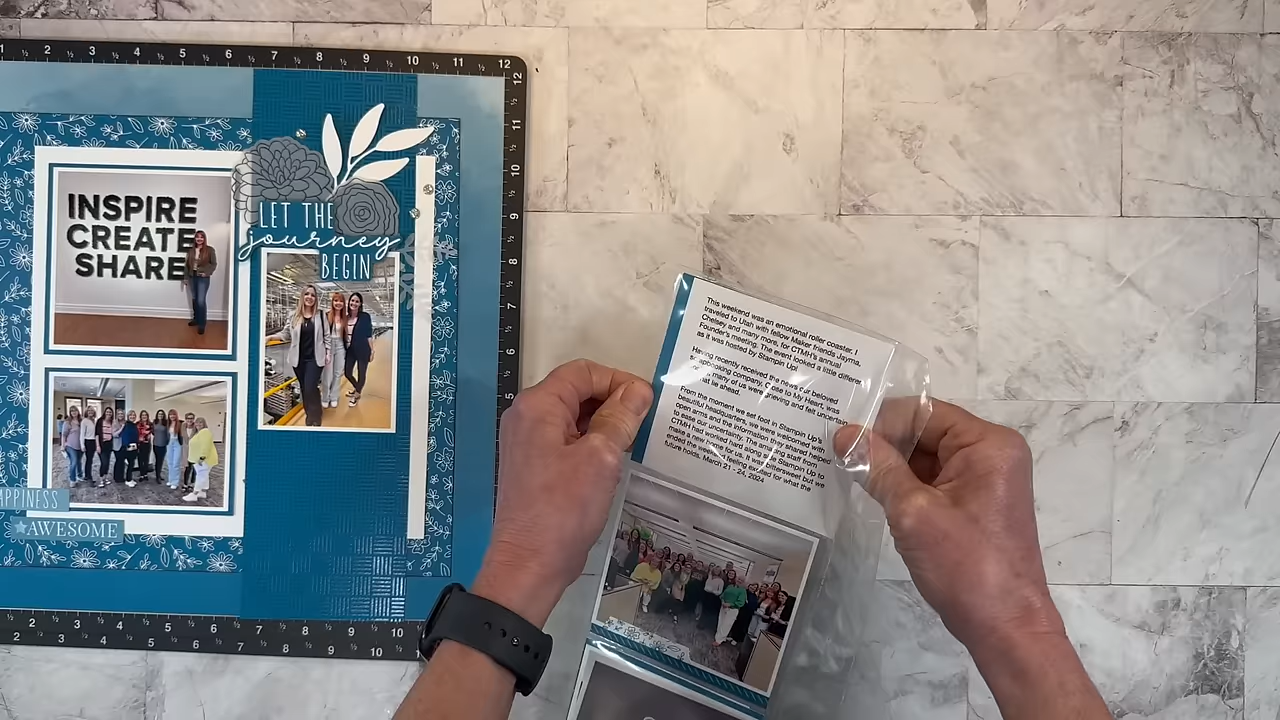 INSPIRE
CREATE
SHARE
LET THE
journey
BEGIN
HAPPINESS
AWESOME
This weekend was an emotional roller coaster. I
traveled to Utah with fellow Maker friends Jayma,
Chelsey and many more, for CTMH's annual
Founder's meeting. The event looked a little different
as it was hosted by Stampin Up!
Having recently received the news our beloved
scrapbooking company, Close to My Heart, was
many of us were grieving and felt uncertain
lie ahead.
From the moment we set foot in Stampin Up's
beautiful headquarters, we were welcomed with
open arms and the information they shared helped
to ease our uncertainty. The amazing staff from
CTMH had worked hard along side Stampin Up to
make a new home for us. It was bittersweet but we
ended the weekend feeling excited for what the
future holds. March 21 - 24, 2024